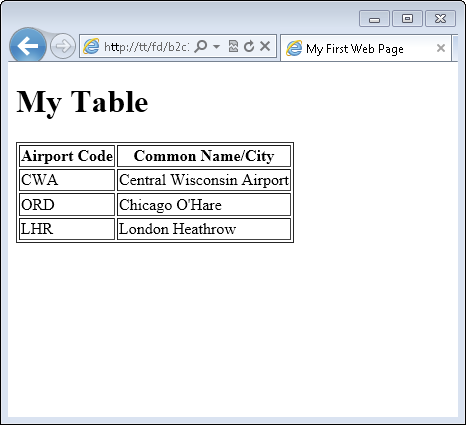 http://tt/fd/b2c
My First Web Page
My Table
Airport Code Common Name/City
CWA Central Wisconsin Airport
ORD Chicago O'Hare
LHR London Heathrow